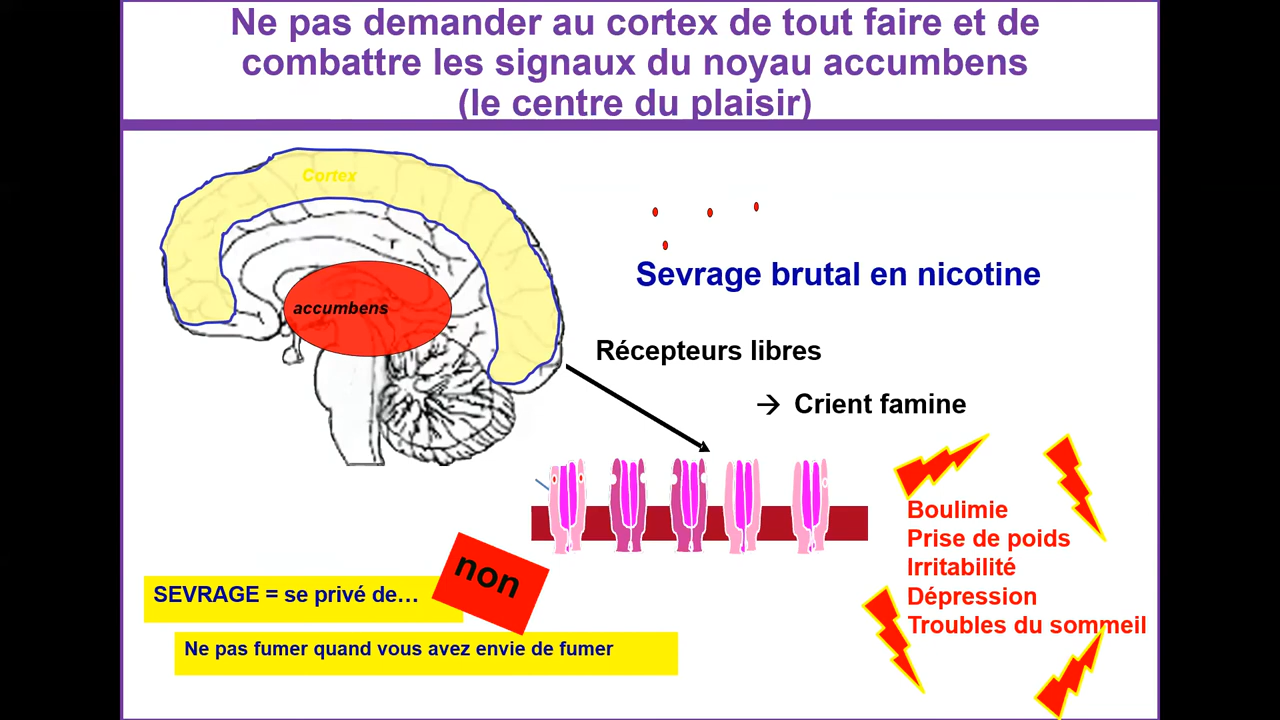 Ne pas demander au cortex de tout faire et de
combattre les signaux du noyau accumbens
(le centre du plaisir)
Cortex
accumbens
Sevrage brutal en nicotine
Récepteurs libres
→ Crient famine
Boulimie
Prise de poids
Irritabilité
Dépression
Troubles du sommeil
SEVRAGE = se privé de…
non
Ne pas fumer quand vous avez envie de fumer